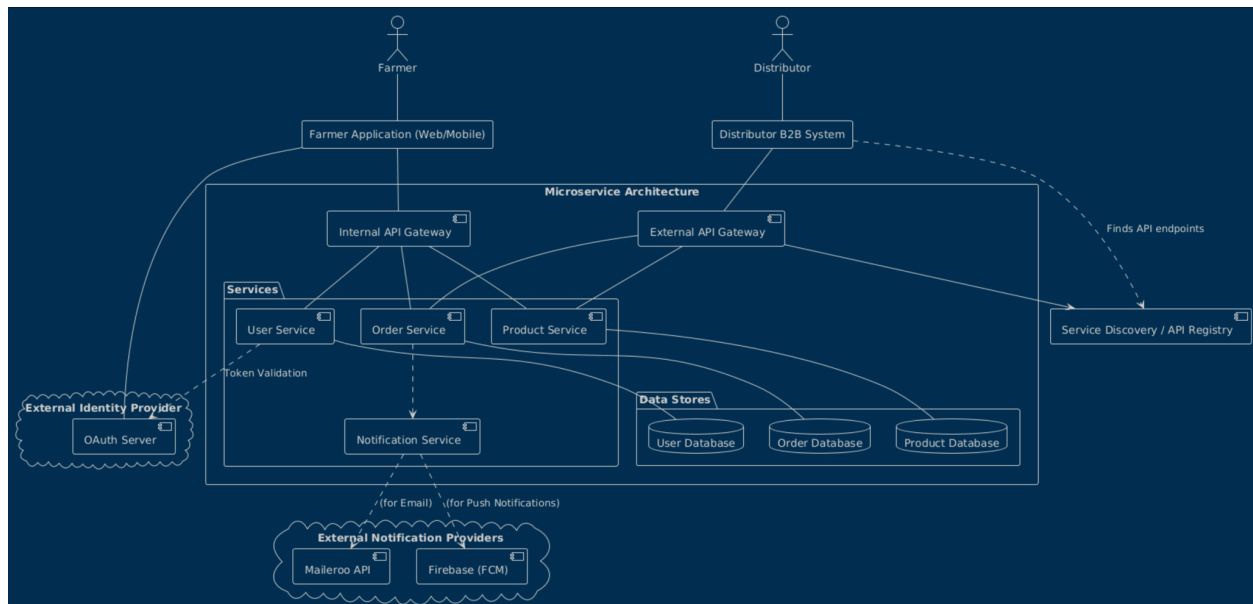 Farmer
Distributor
Farmer Application (Web/Mobile)
Distributor B2B System
Microservice Architecture
Internal API Gateway
External API Gateway
Finds API endpoints
Services
User Service
Order Service
Product Service
Service Discovery / API Registry
Token Validation
External Identity Provider
OAuth Server
Notification Service
Data Stores
User Database
Order Database
Product Database
(for Email)
(for Push Notifications)
External Notification Providers
Maileroo API
Firebase (FCM)